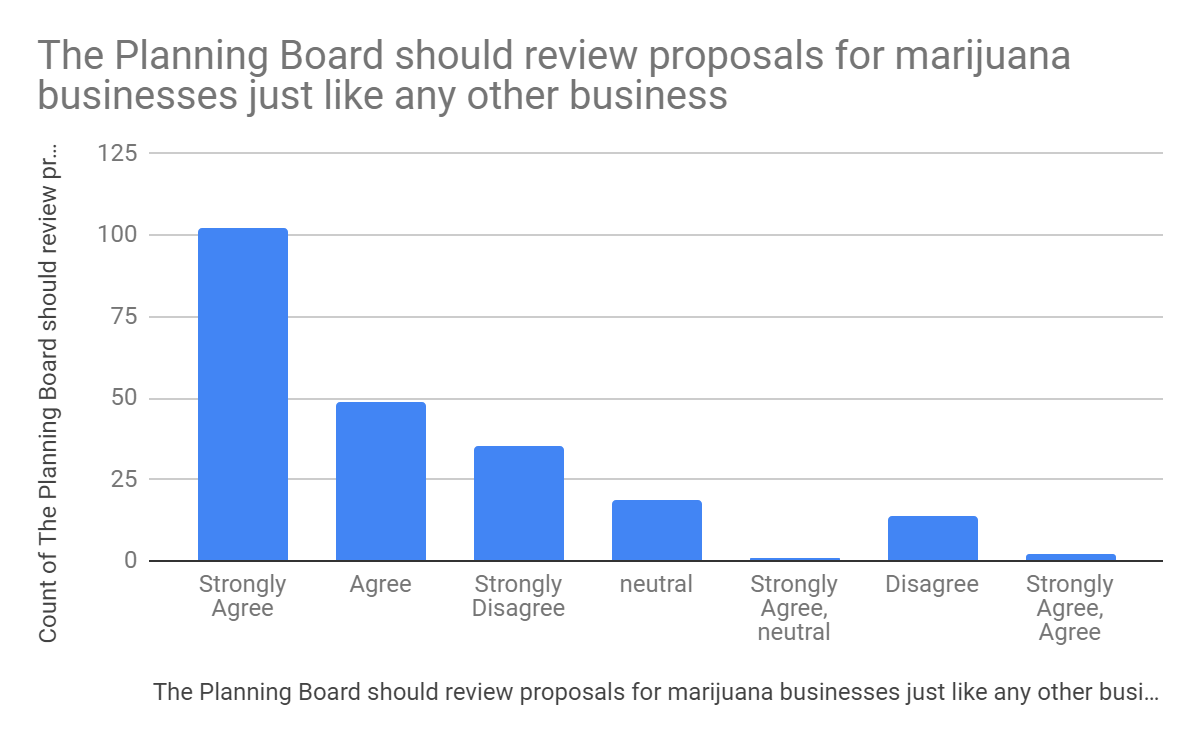 The Planning Board should review proposals for marijuana
businesses just like any other business
Count of The Planning Board should review pr...
125
100
75
50
25
0
Strongly
Agree
Agree
Strongly
Disagree
neutral
Strongly
Agree,
neutral
Disagree
Strongly
Agree,
Agree
The Planning Board should review proposals for marijuana businesses just like any other busi...